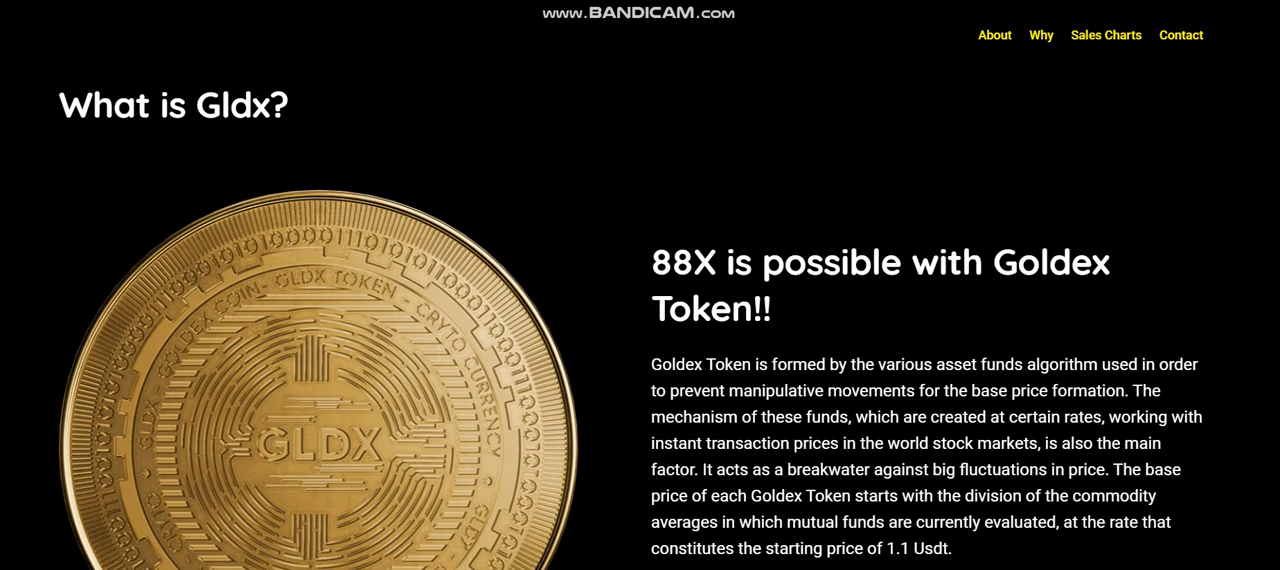 www.BANDICAM.com
About Why Sales Charts Contact
What is Gldx?
88X is possible with Goldex
Token!!
Goldex Token is formed by the various asset funds algorithm used in order
to prevent manipulative movements for the base price formation. The
mechanism of these funds, which are created at certain rates, working with
instant transaction prices in the world stock markets, is also the main
factor. It acts as a breakwater against big fluctuations in price. The base
price of each Goldex Token starts with the division of the commodity
averages in which mutual funds are currently evaluated, at the rate that
constitutes the starting price of 1.1 Usdt.
GLDX - GOLDEX COIN- GLDX TOKEN - CRYTO CURRENCY
GLDX